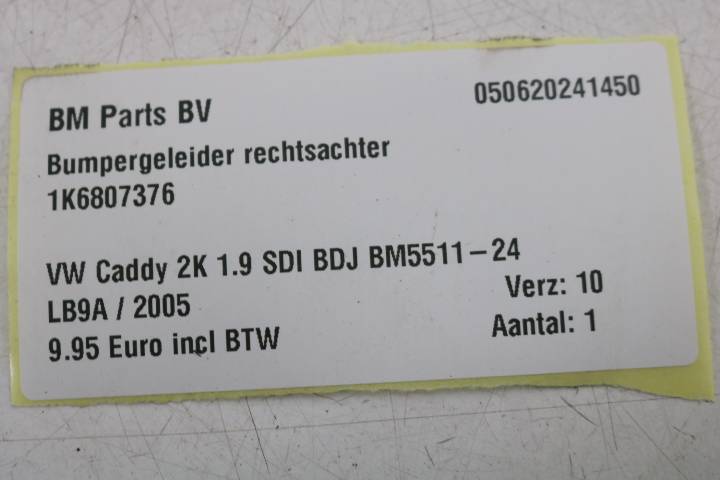 BM Parts BV 050620241450
Bumpergeleider rechtsachter
1K6807376
VW Caddy 2K 1.9 SDI BDJ BM5511-24
LB9A / 2005 Verz: 10
9.95 Euro incl BTW Aantal: 1